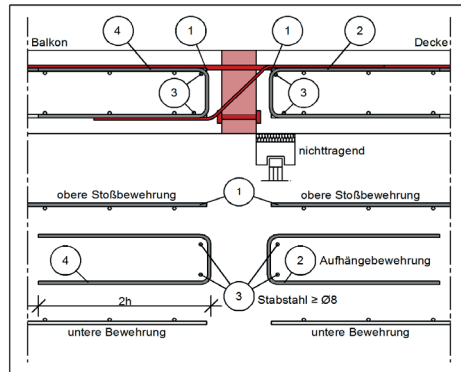 4 1 1 2
Balkon Decke
3 3
nichttragend
obere Stoßbewehrung 1 obere Stoßbewehrung
4 2 Aufhängebewehrung
3 Stabstahl ≥ Ø8
2h
untere Bewehrung untere Bewehrung